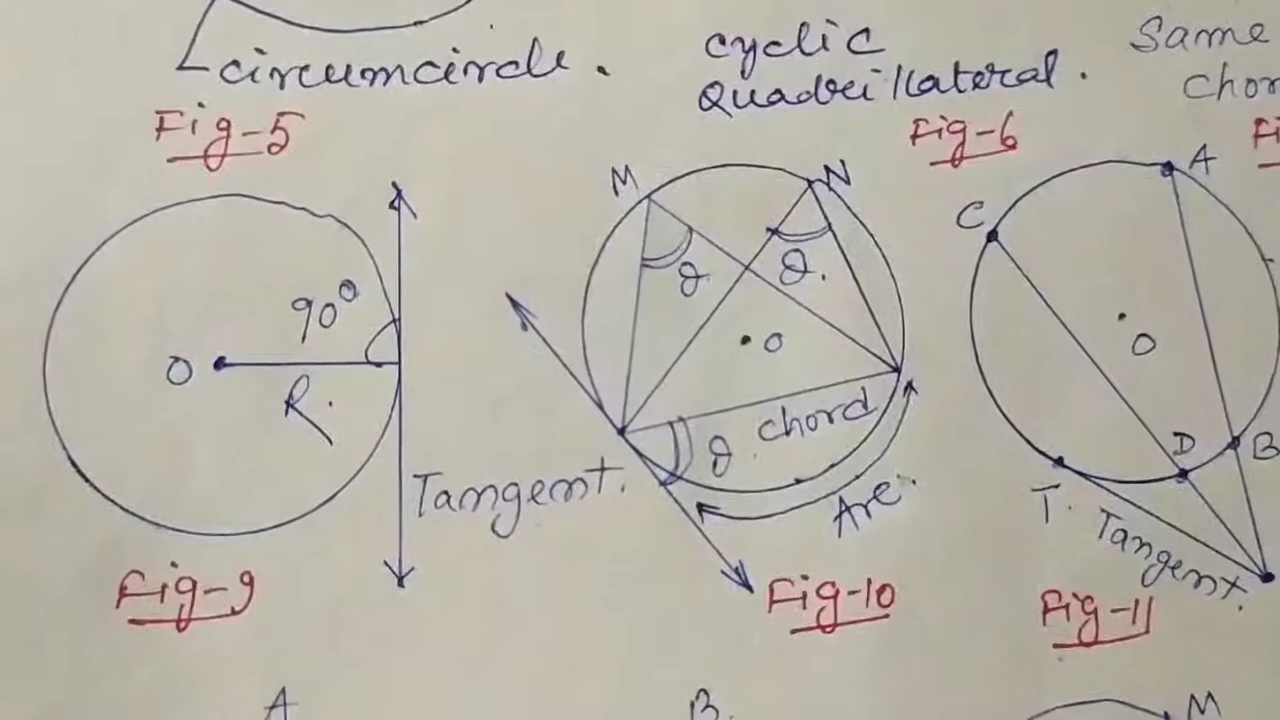 circumcircle.
cyclic
Quadrilateral.
Same
Chor
Fig-5
Fig-6
Fi
M
N
A
C
90°
θ
θ.
O
O
O
R.
θ
chord
D
B
Tangent.
Arc.
T.
Tangent.
Fig-9
Fig-10
Fig-11
A
B.
M